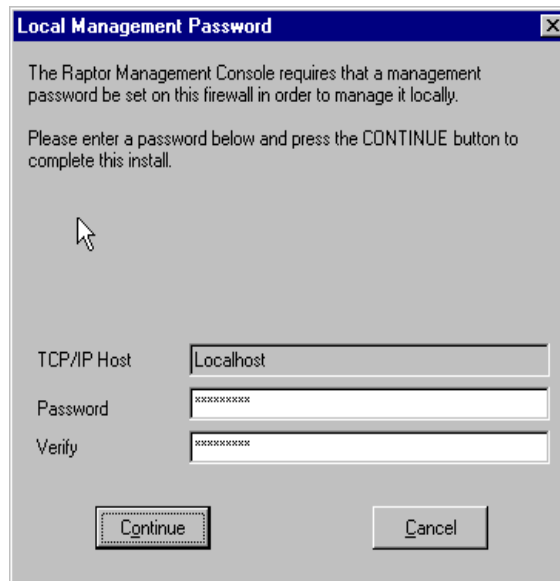 Local Management Password
The Raptor Management Console requires that a management
password be set on this firewall in order to manage it locally.
Please enter a password below and press the CONTINUE button to
complete this install.
TCP/IP Host Localhost
Password *********
Verify *********
Continue Cancel